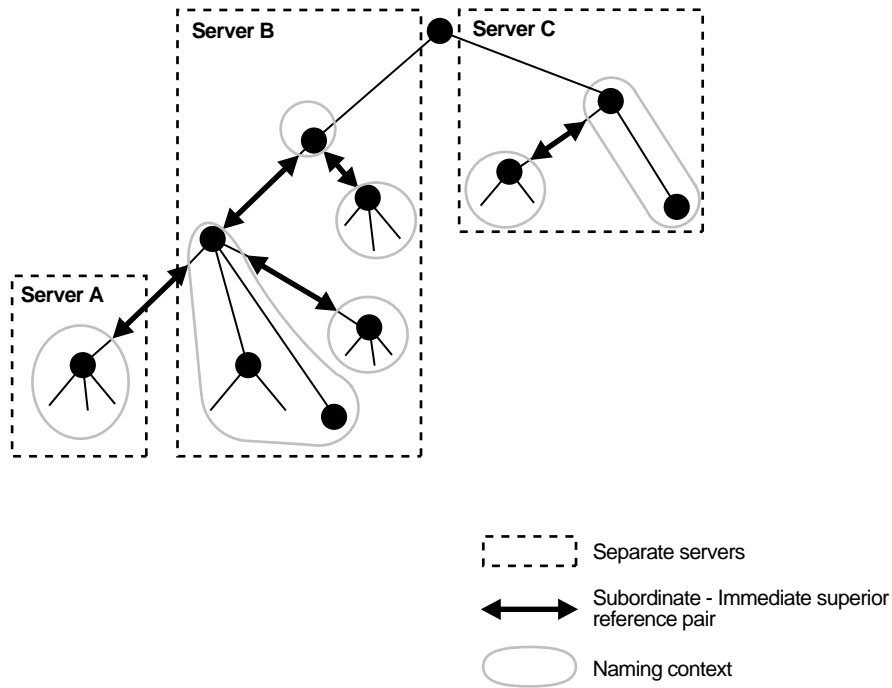 Server B
Server C
Server A
Separate servers
Subordinate - Immediate superior
reference pair
Naming context